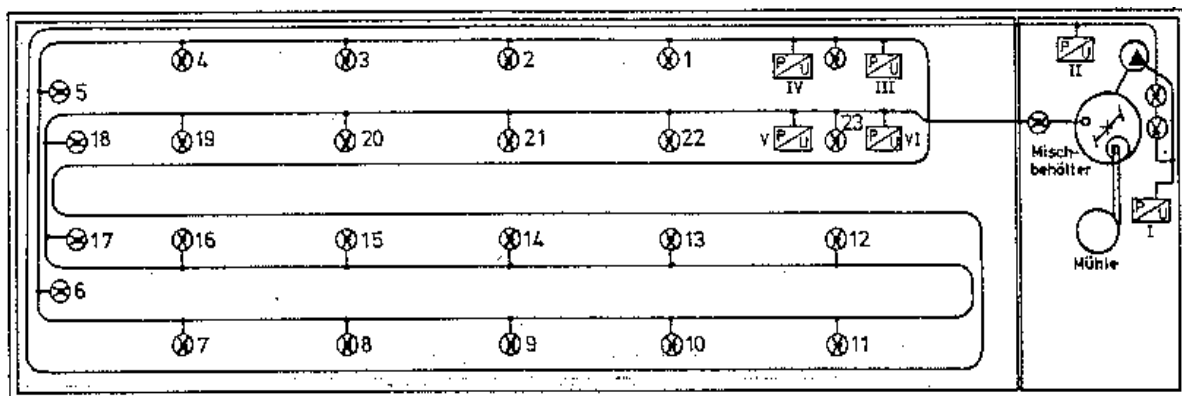 4 3 2 1 P/U IV P/U III P/U II
5
18 19 20 21 22 V P/U 23 P/U VI
Misch-
behälter
P/U
I
17 16 15 14 13 12
Mühle
6
7 8 9 10 11